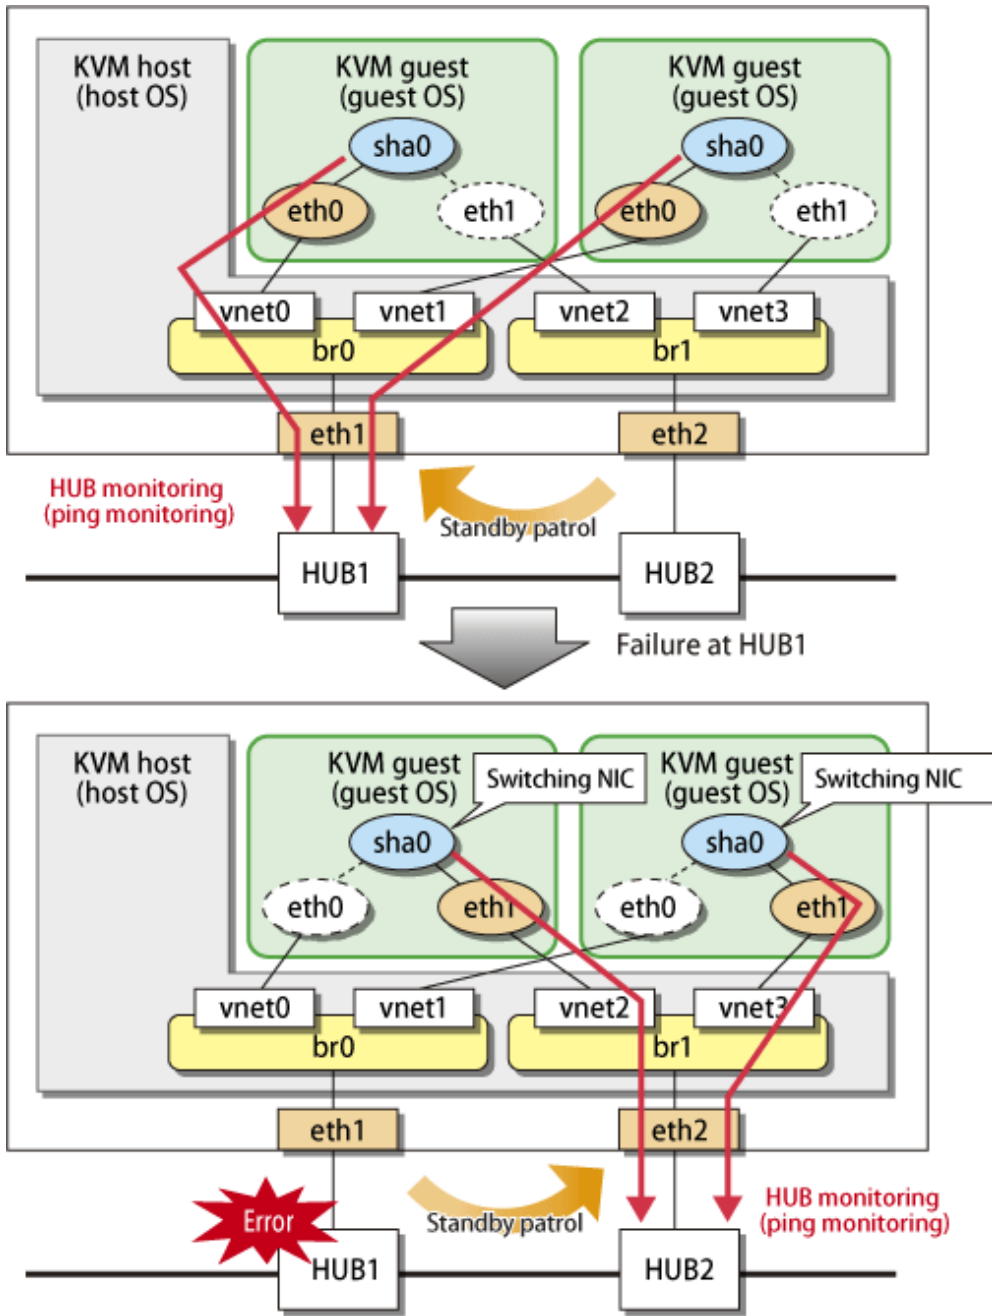 KVM host
(host OS)
KVM guest
(guest OS)
KVM guest
(guest OS)
sha0
sha0
eth0
eth1
eth0
eth1
vnet0
vnet1
vnet2
vnet3
br0
br1
eth1
eth2
HUB monitoring
(ping monitoring)
Standby patrol
HUB1
HUB2
Failure at HUB1
KVM host
(host OS)
KVM guest
(guest OS)
Switching NIC
KVM guest
(guest OS)
Switching NIC
sha0
sha0
eth0
eth1
eth0
eth1
vnet0
vnet1
vnet2
vnet3
br0
br1
eth1
eth2
Error
Standby patrol
HUB monitoring
(ping monitoring)
HUB1
HUB2